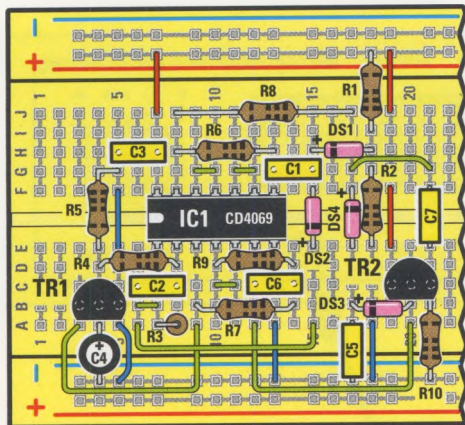 +
1 5 10 15 20
J
I
H
G
F
R8
R1
R6
+
DS1
C3
C1
R2
R5
IC1 CD4069
DS4
C7
+
DS2
R4
R9
TR2
TR1
E
D
C
B
A
C2
C6
DS3
+
R3
R7
C5
1
10
+
C4
R10
+